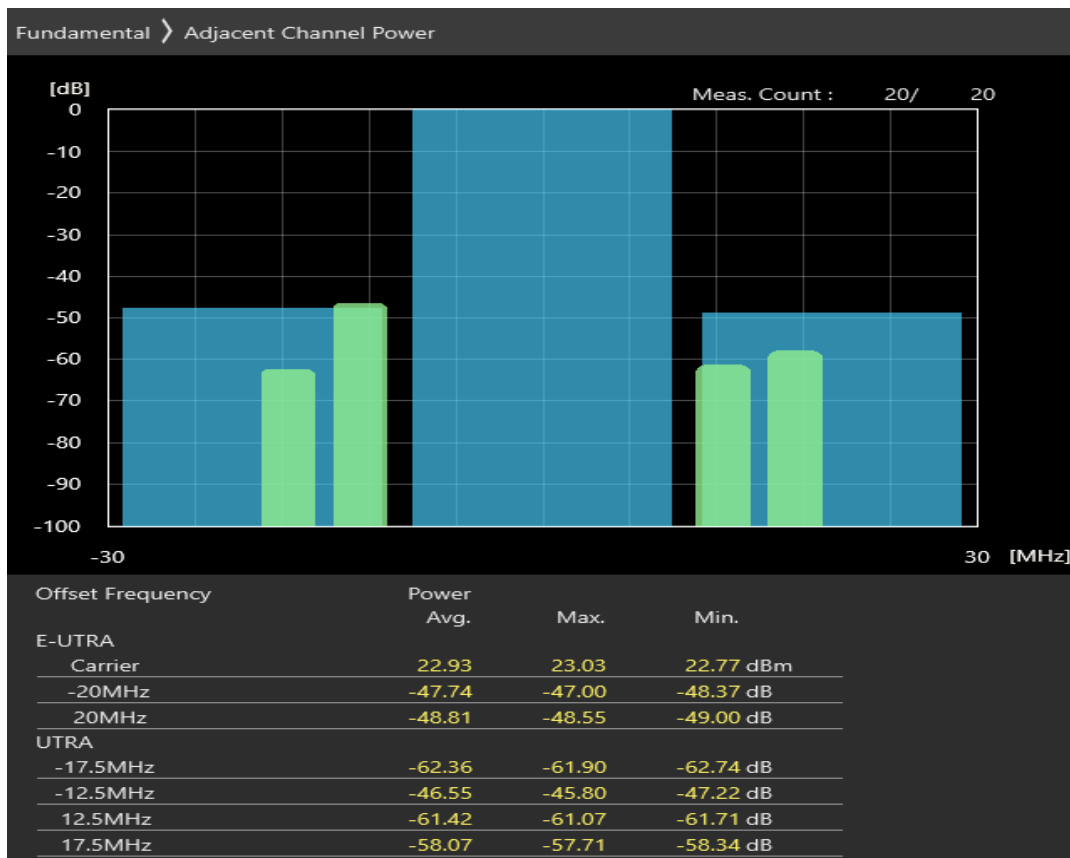 Fundamental 〉 Adjacent Channel Power
[dB]
Meas. Count : 20/ 20
0
-10
-20
-30
-40
-50
-60
-70
-80
-90
-100
-30 30 [MHz]
Offset Frequency Power
Avg. Max. Min.
E-UTRA
Carrier 22.93 23.03 22.77 dBm
-20MHz -47.74 -47.00 -48.37 dB
20MHz -48.81 -48.55 -49.00 dB
UTRA
-17.5MHz -62.36 -61.90 -62.74 dB
-12.5MHz -46.55 -45.80 -47.22 dB
12.5MHz -61.42 -61.07 -61.71 dB
17.5MHz -58.07 -57.71 -58.34 dB